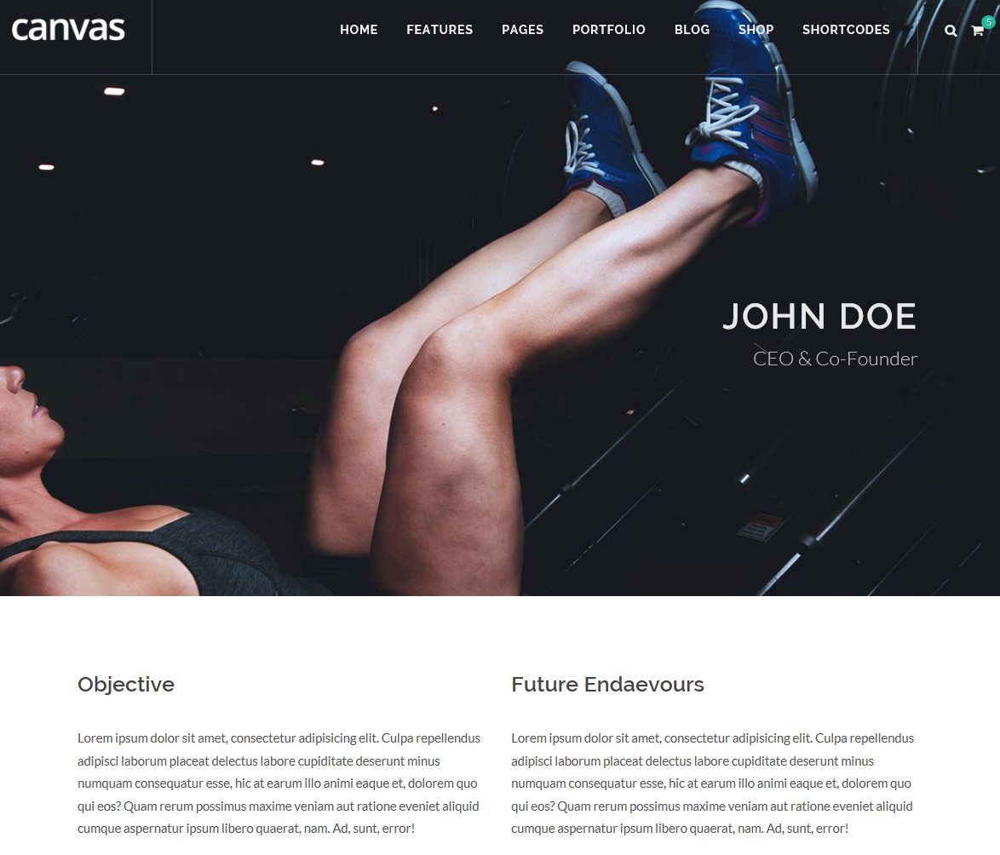 canvas
HOME FEATURES PAGES PORTFOLIO BLOG SHOP SHORTCODES 5
JOHN DOE
CEO & Co-Founder
Objective
Lorem ipsum dolor sit amet, consectetur adipisicing elit. Culpa repellendus
adipisci laborum placeat delectus labore cupiditate deserunt minus
numquam consequatur esse, hic at earum illo animi eaque et, dolorem quo
qui eos? Quam rerum possimus maxime veniam aut ratione eveniet aliquid
cumque aspernatur ipsum libero quaerat, nam. Ad, sunt, error!
Future Endaevours
Lorem ipsum dolor sit amet, consectetur adipisicing elit. Culpa repellendus
adipisci laborum placeat delectus labore cupiditate deserunt minus
numquam consequatur esse, hic at earum illo animi eaque et, dolorem quo
qui eos? Quam rerum possimus maxime veniam aut ratione eveniet aliquid
cumque aspernatur ipsum libero quaerat, nam. Ad, sunt, error!